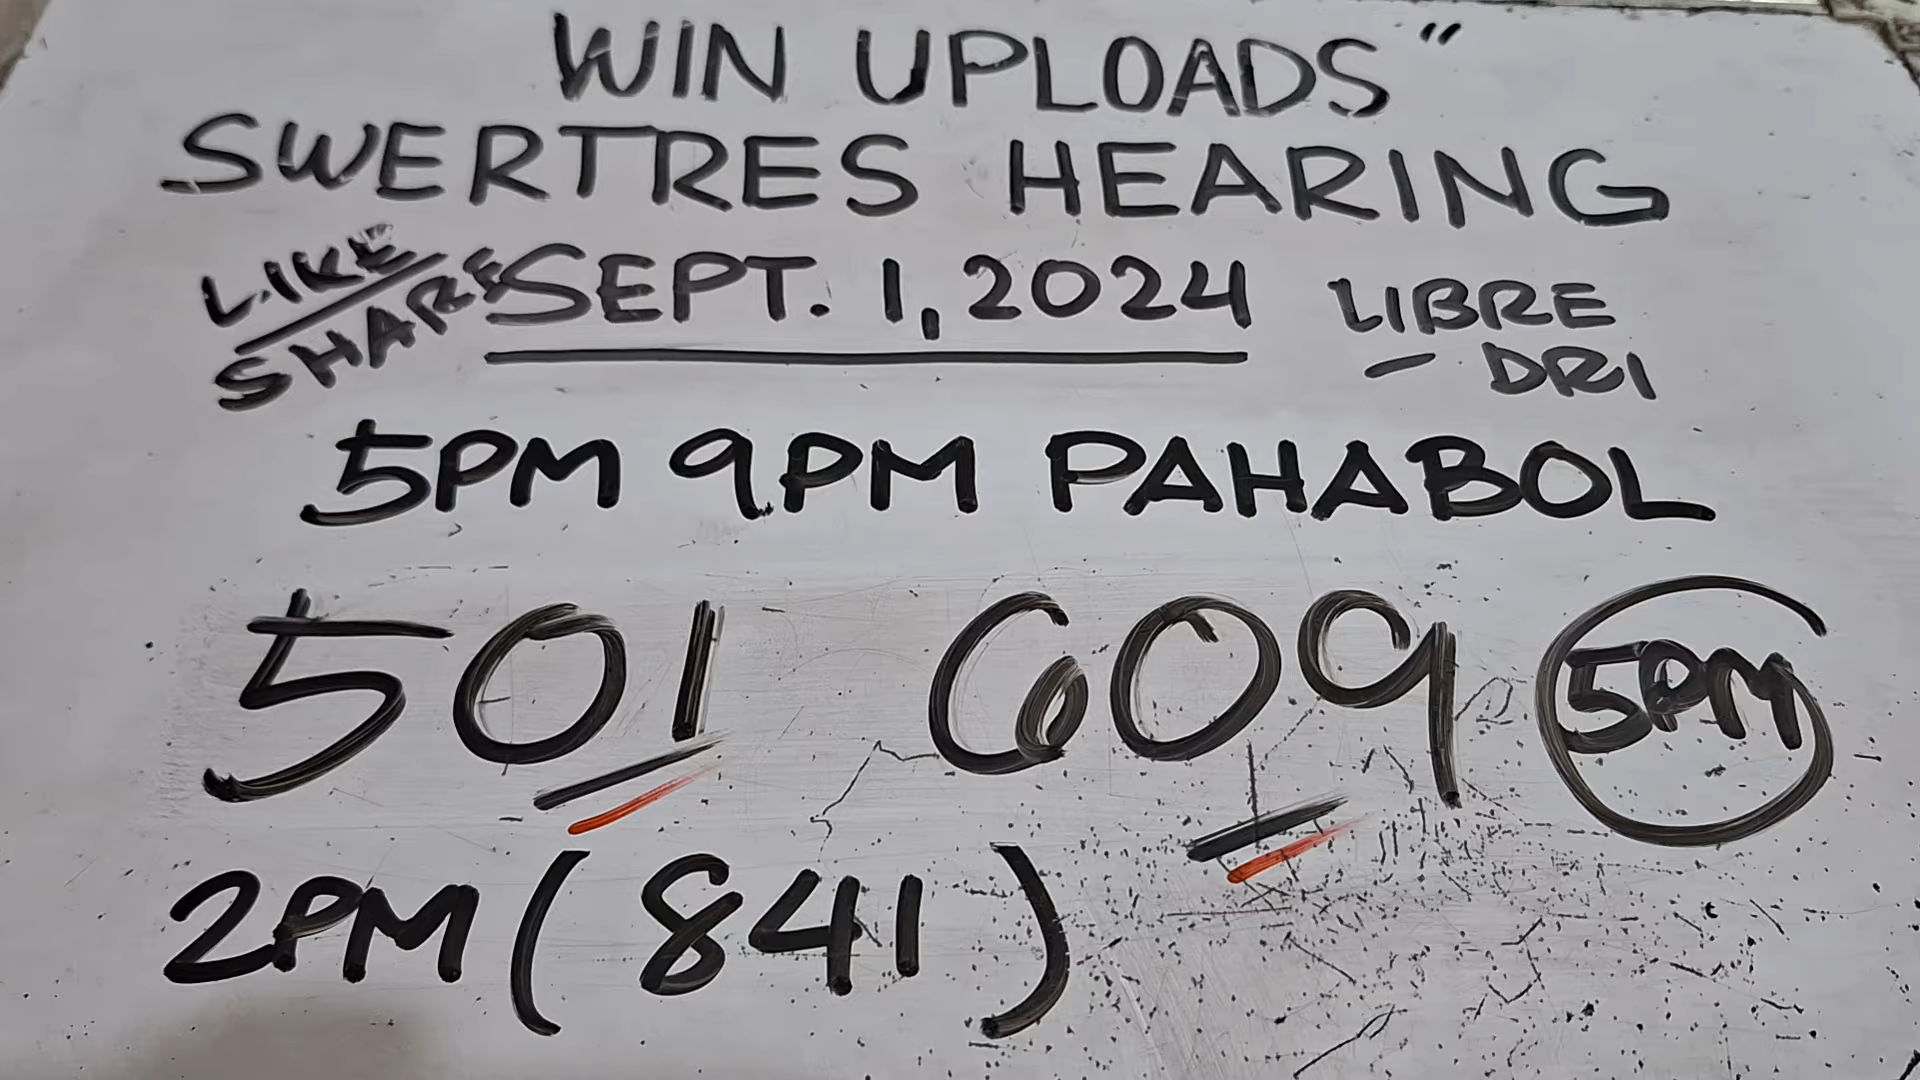 WIN UPLOADS"
SWERTRES HEARING
LIKE
SHARE
SEPT. 1, 2024
LIBRE
- DRI
5PM 9PM PAHABOL
501 609 5PM
2PM (841)